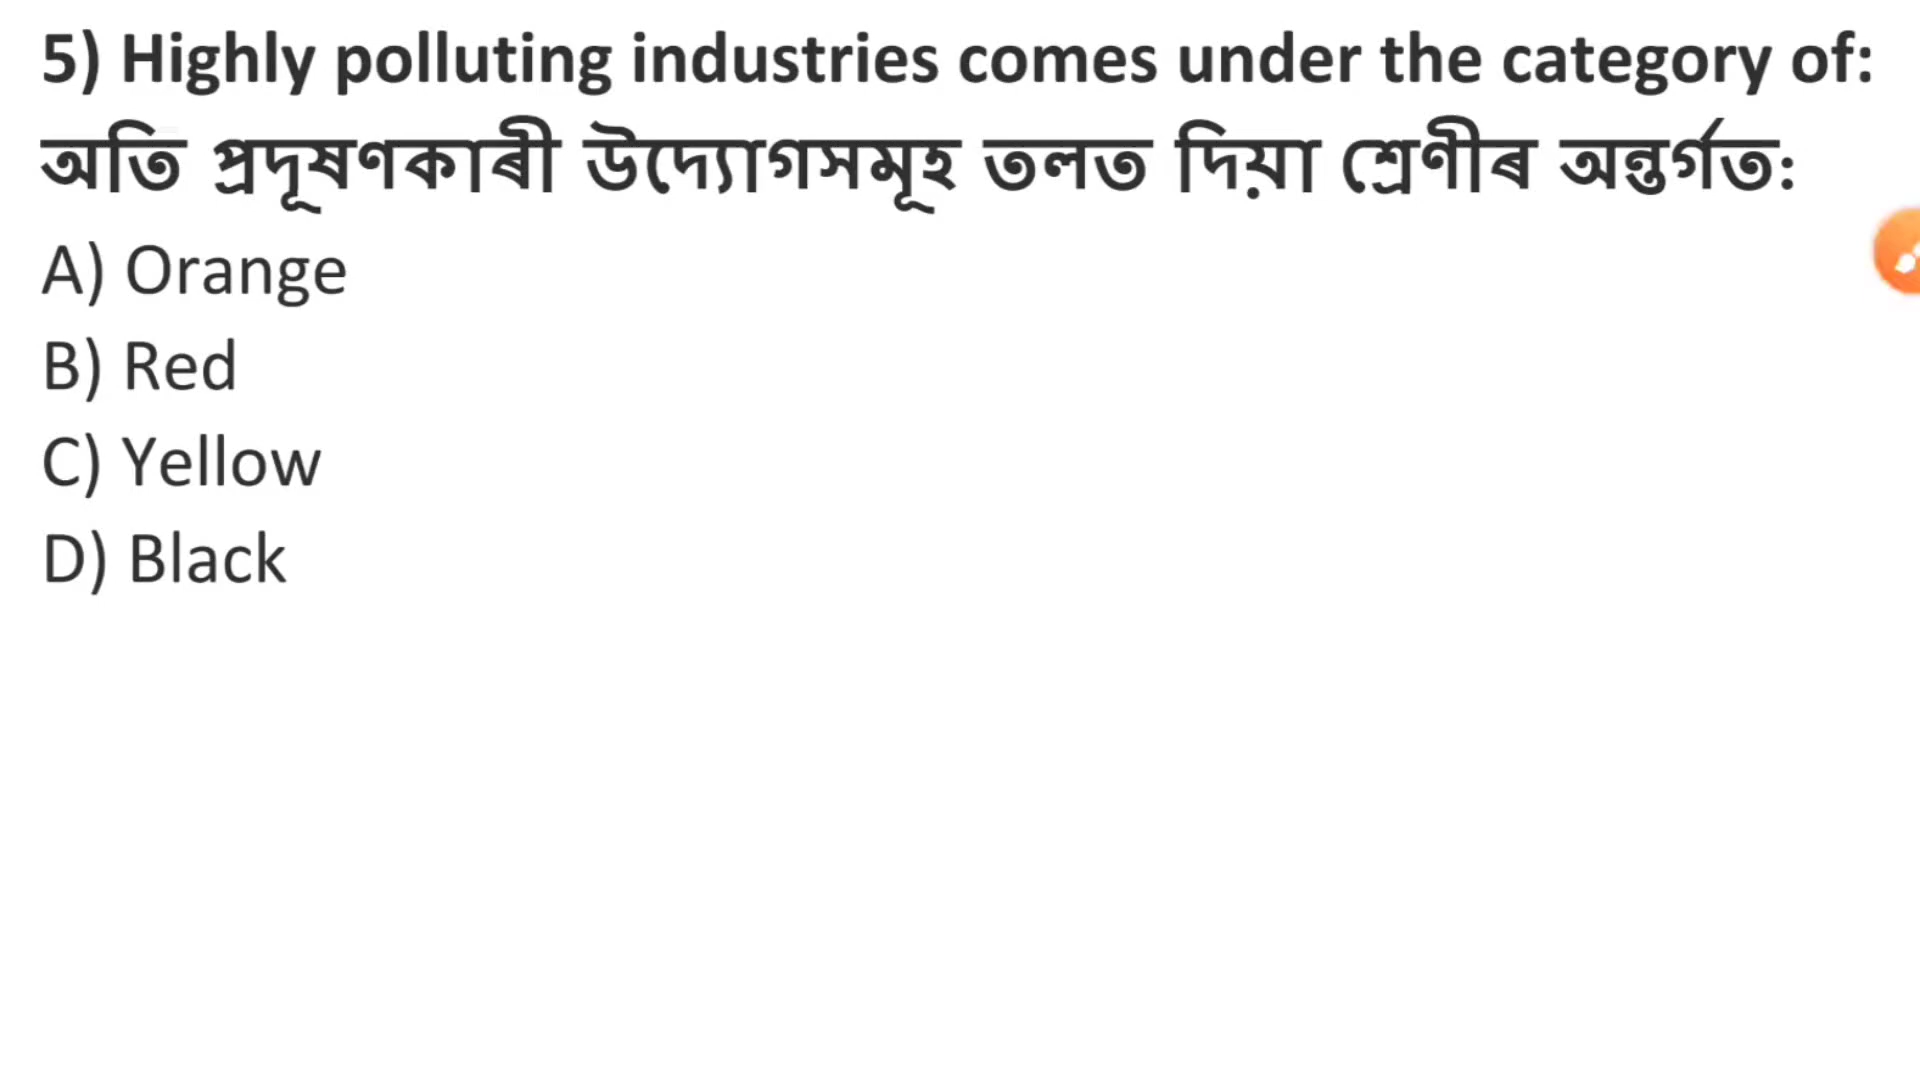 5) Highly polluting industries comes under the category of:
অতি প্ৰদূষণকাৰী উদ্যোগসমূহ তলত দিয়া শ্ৰেণীৰ অন্তৰ্গত:
A) Orange
B) Red
C) Yellow
D) Black